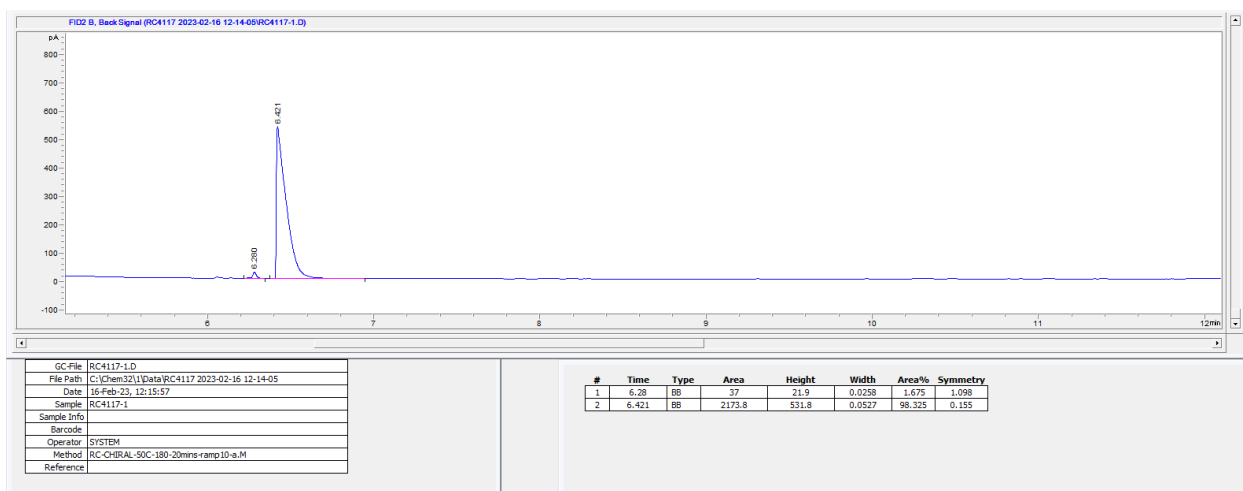 FID2 B, Back Signal (RC4117 2023-02-16 12-14-05\RC4117-1.D)
pA
800
700
600
500
400
300
200
100
0
-100
6.280
6.421
6 7 8 9 10 11 12 min
GC-File RC4117-1.D
File Path C:\Chem32\1\Data\RC4117 2023-02-16 12-14-05
Date 16-Feb-23, 12:15:57
Sample RC4117-1
Sample Info
Barcode
Operator SYSTEM
Method RC-CHIRAL-50C-180-20mins-ramp10-a.M
Reference
# Time Type Area Height Width Area% Symmetry
1 6.28 BB 37 21.9 0.0258 1.675 1.098
2 6.421 BB 2173.8 531.8 0.0527 98.325 0.155